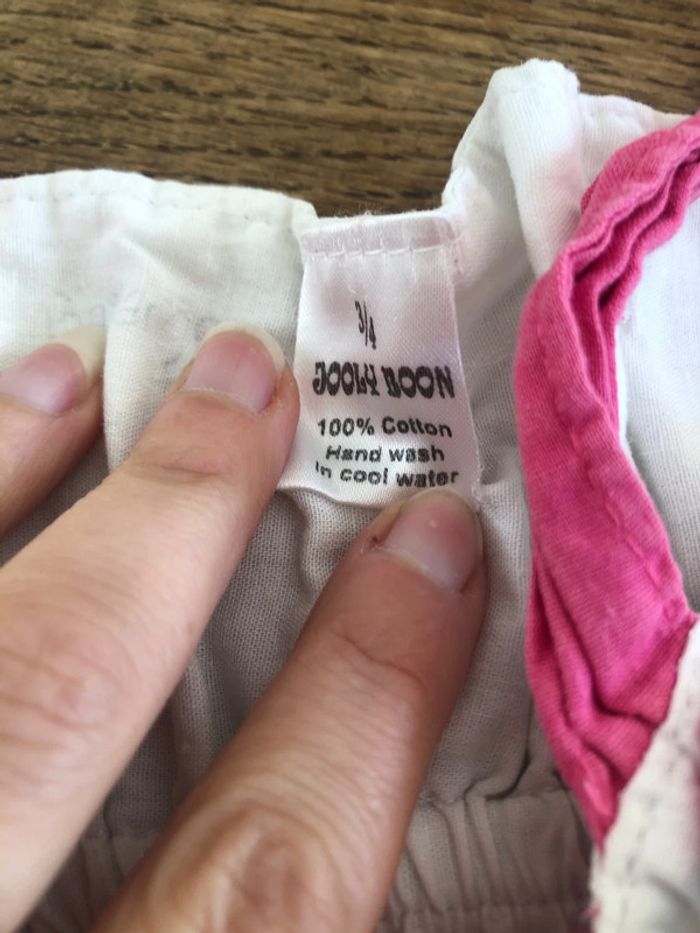 3/4
JOOLY BOON
100% Cotton
Hand wash
in cool water